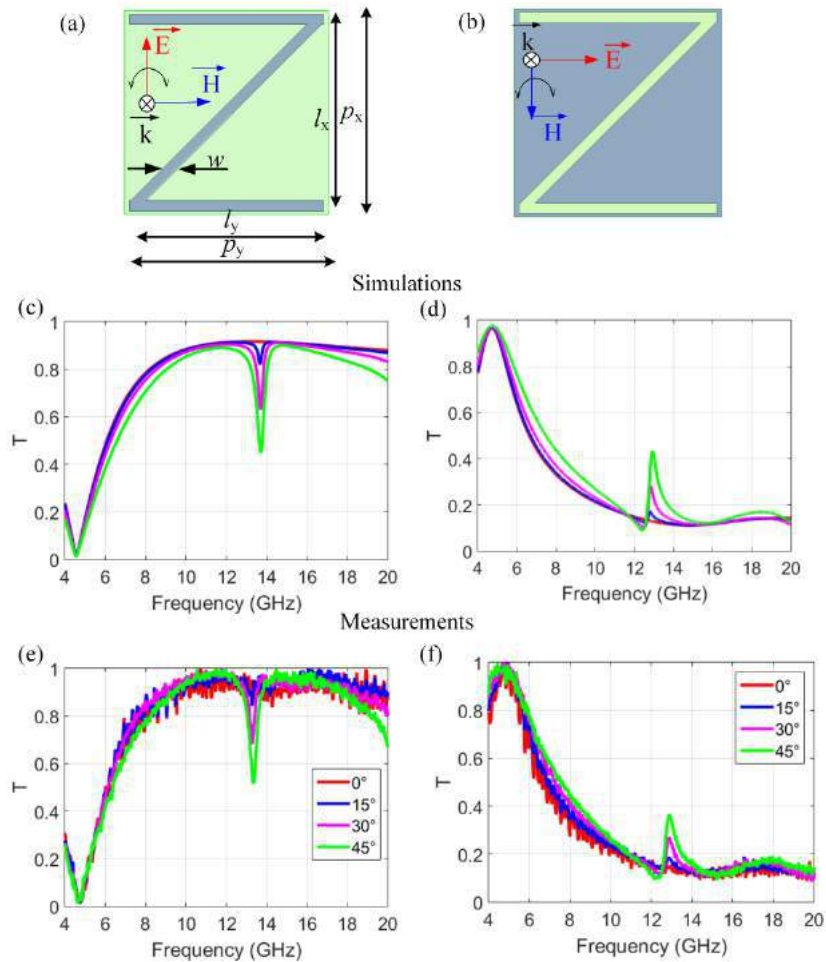 (a)
E
H
k
w
lx
px
ly
py
(b)
k
E
H
Simulations
(c)
T
1
0.8
0.6
0.4
0.2
0
4 6 8 10 12 14 16 18 20
Frequency (GHz)
(d)
T
1
0.8
0.6
0.4
0.2
0
4 6 8 10 12 14 16 18 20
Frequency (GHz)
Measurements
(e)
T
1
0.8
0.6
0.4
0.2
0
0°
15°
30°
45°
4 6 8 10 12 14 16 18 20
Frequency (GHz)
(f)
T
1
0.8
0.6
0.4
0.2
0
0°
15°
30°
45°
4 6 8 10 12 14 16 18 20
Frequency (GHz)